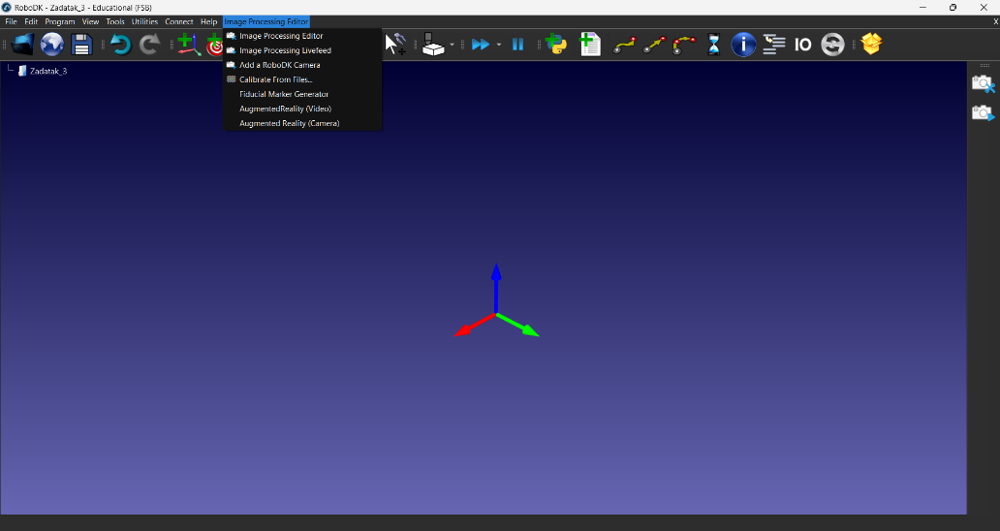 RoboDK - Zadatak_3 - Educational (FSB)
File Edit Program View Tools Utilities Connect Help Image Processing Editor X
Image Processing Editor
Image Processing Livefeed
Add a RoboDK Camera
Calibrate From Files...
Fiducial Marker Generator
AugmentedReality (Video)
Augmented Reality (Camera)
IO
Zadatak_3